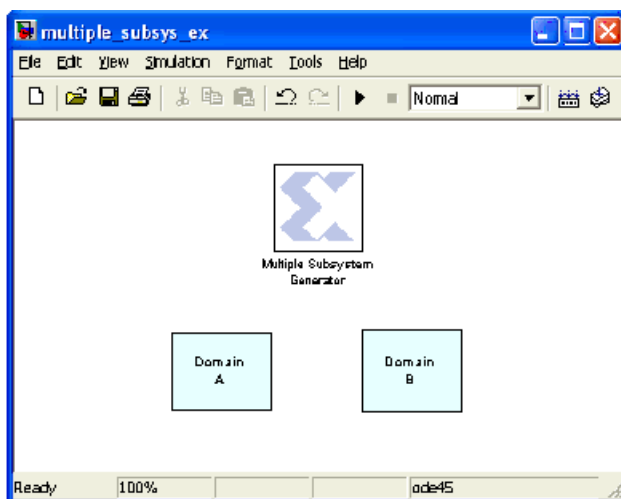 multiple_subsys_ex
File Edit View Simulation Format Tools Help
Normal
Multiple Subsystem
Generator
Domain
A
Domain
B
Ready 100% ode45